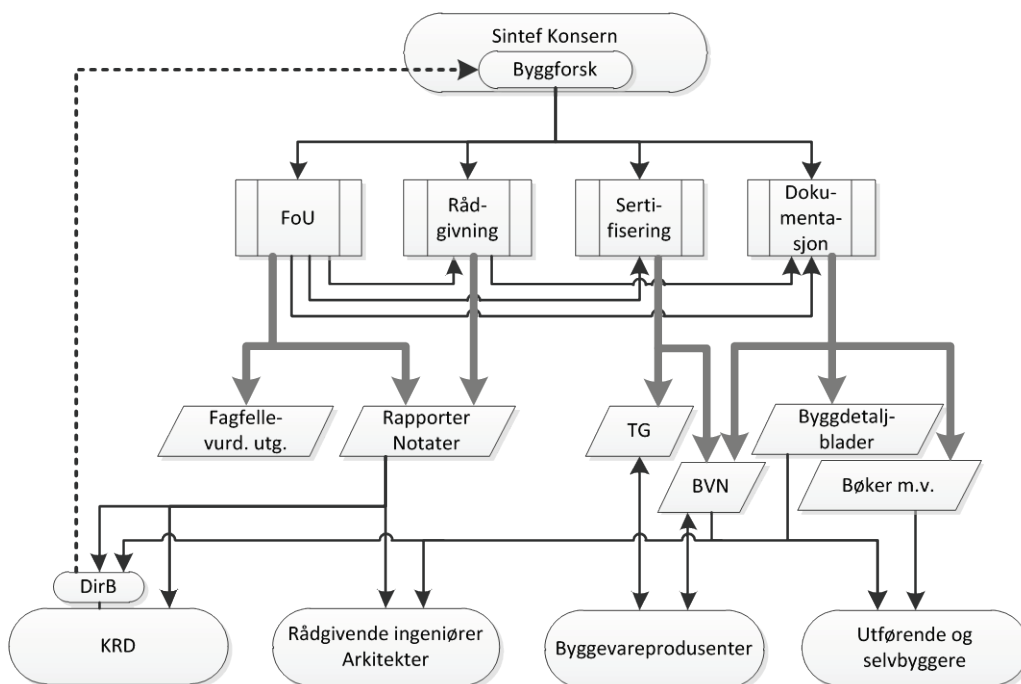 Sintef Konsern
Byggforsk
FoU
Råd-
givning
Serti-
fisering
Doku-
menta-
sjon
Fagfelle-
vurd. utg.
Rapporter
Notater
TG
Byggdetalj-
blader
BVN
Bøker m.v.
DirB
KRD
Rådgivende ingeniører
Arkitekter
Byggevareprodusenter
Utførende og
selvbyggere